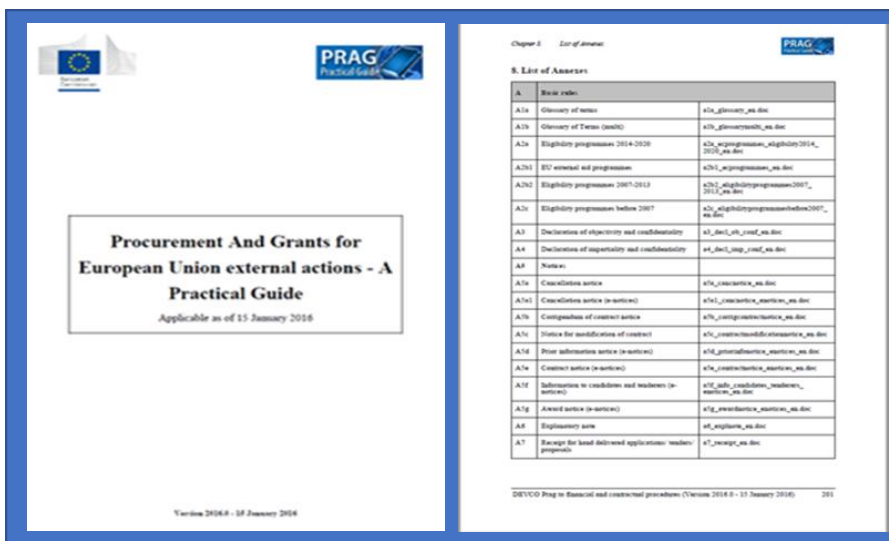 European
Commission
PRAG
Practical Guide
Procurement And Grants for
European Union external actions - A
Practical Guide
Applicable as of 15 January 2016
Version 2016.0 - 15 January 2016
Chapter 8 List of Annexes
PRAG
8. List of Annexes
A Basic rules
A1a Glossary of terms a1a_glossary_en.doc
A1b Glossary of Terms (multi) a1b_glossarymulti_en.doc
A2a Eligibility programmes 2014-2020 a2a_ecprogrammes_eligibility2014_
2020_en.doc
A2b1 EU external aid programmes a2b1_ecprogrammes_en.doc
A2b2 Eligibility programmes 2007-2013 a2b2_eligibilityprogrammes2007_
2013_en.doc
A2c Eligibility programmes before 2007 a2c_eligibilityprogrammesbefore2007_
en.doc
A3 Declaration of objectivity and confidentiality a3_decl_ob_conf_en.doc
A4 Declaration of impartiality and confidentiality a4_decl_imp_conf_en.doc
A5 Notices
A5a Cancellation notice a5a_cancnotice_en.doc
A5a1 Cancellation notice (e-notices) a5a1_cancnotice_enotices_en.doc
A5b Corrigendum of contract notice a5b_corrigcontractnotice_en.doc
A5c Notice for modification of contract a5c_contractmodificationnotice_en.doc
A5d Prior information notice (e-notices) a5d_priorinfonotice_enotices_en.doc
A5e Contract notice (e-notices) a5e_contractnotice_enotices_en.doc
A5f Information to candidates and tenderers (e- a5f_info_candidates_tenderers_
notices) enotices_en.doc
A5g Award notice (e-notices) a5g_awardnotice_enotices_en.doc
A6 Explanatory note a6_explnote_en.doc
A7 Receipt for hand delivered applications/ tenders/ a7_receipt_en.doc
proposals
DEVCO Prag to financial and contractual procedures (Version 2016.0 - 15 January 2016) 201